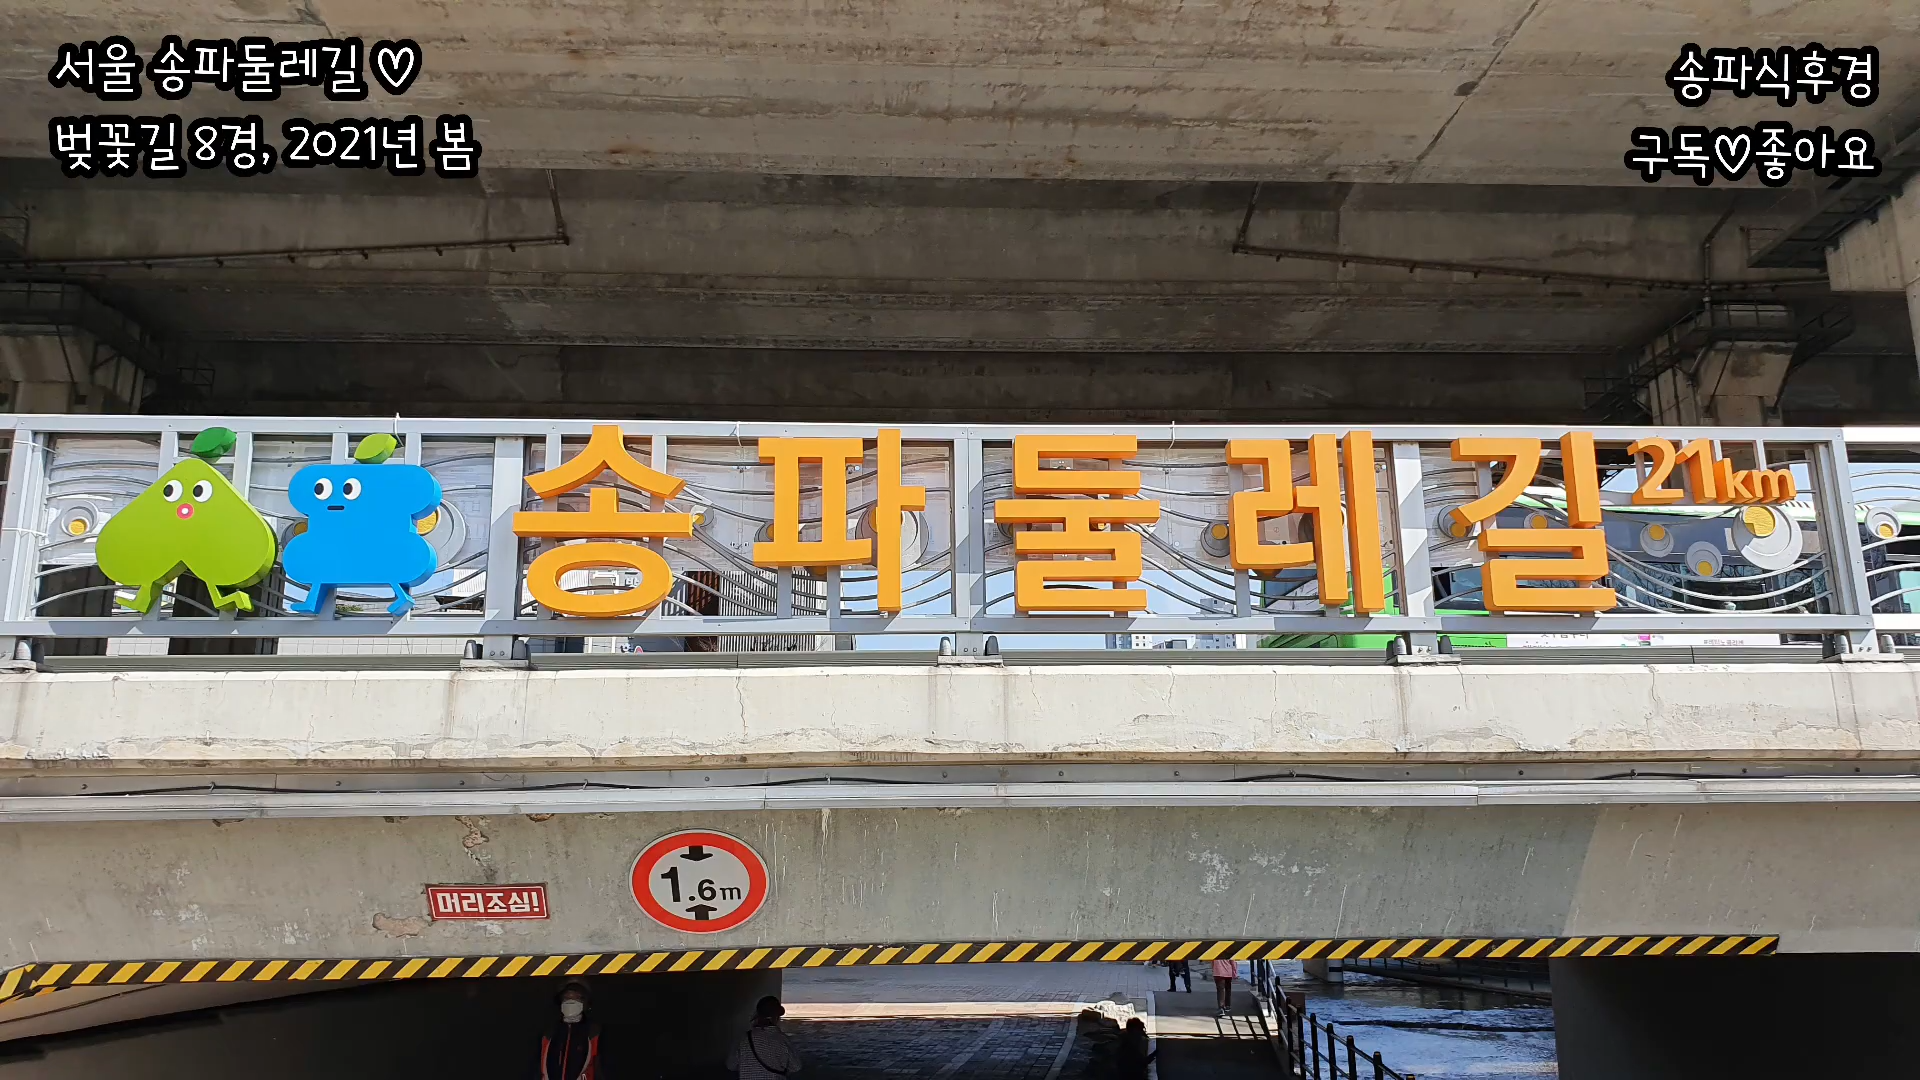 서울 송파둘레길 ♡
벚꽃길 8경, 2021년 봄
송파식후경
구독♡좋아요
송파둘레길 21km
머리조심!
1.6m